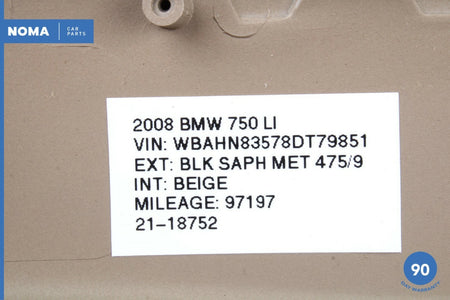 NOMA
CAR
PARTS
2008 BMW 750 LI
VIN: WBAHN83578DT79851
EXT: BLK SAPH MET 475/9
INT: BEIGE
MILEAGE: 97197
21-18752
90
DAY WARRANTY